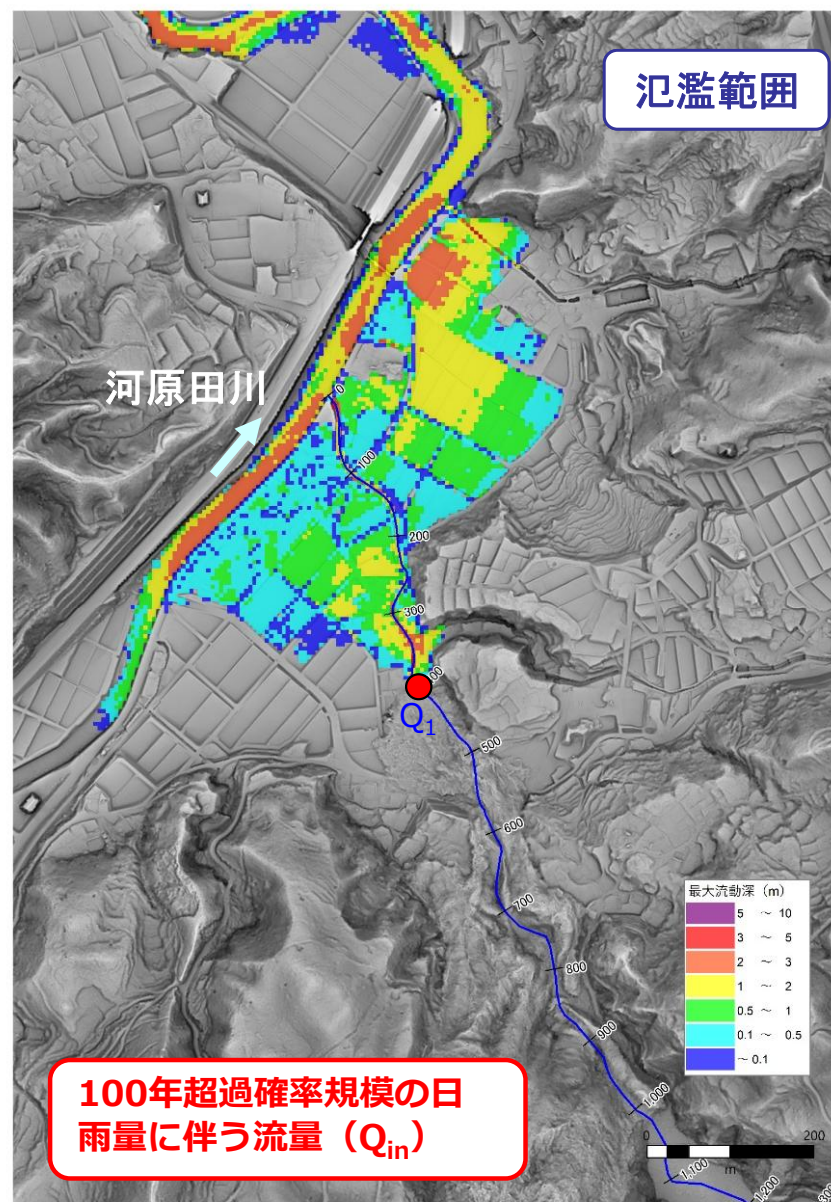 氾濫範囲
河原田川
0
100
200
300
Q1
500
600
700
800
900
1,000
1,100
1,200
最大流動深（m）
5 ～ 10
3 ～ 5
2 ～ 3
1 ～ 2
0.5 ～ 1
0.1 ～ 0.5
～ 0.1
100年超過確率規模の日
雨量に伴う流量（Qin）
0 200
m